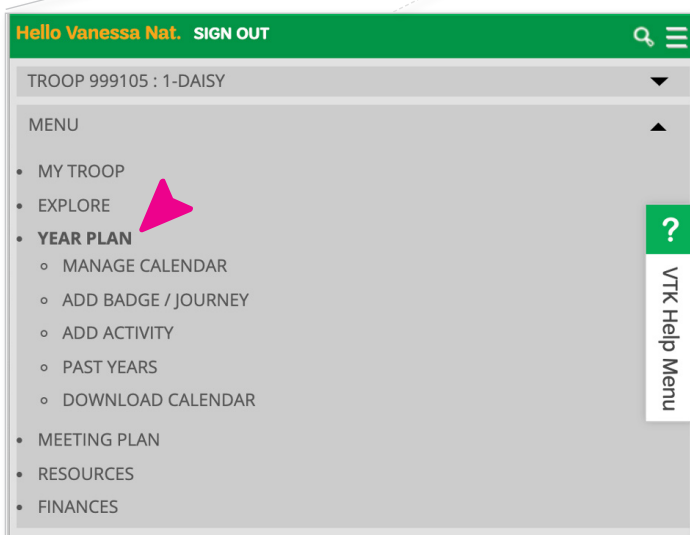 Hello Vanessa Nat. SIGN OUT
TROOP 999105 : 1-DAISY
MENU
MY TROOP
EXPLORE
YEAR PLAN
MANAGE CALENDAR
ADD BADGE / JOURNEY
ADD ACTIVITY
PAST YEARS
DOWNLOAD CALENDAR
MEETING PLAN
RESOURCES
FINANCES
?
VTK Help Menu